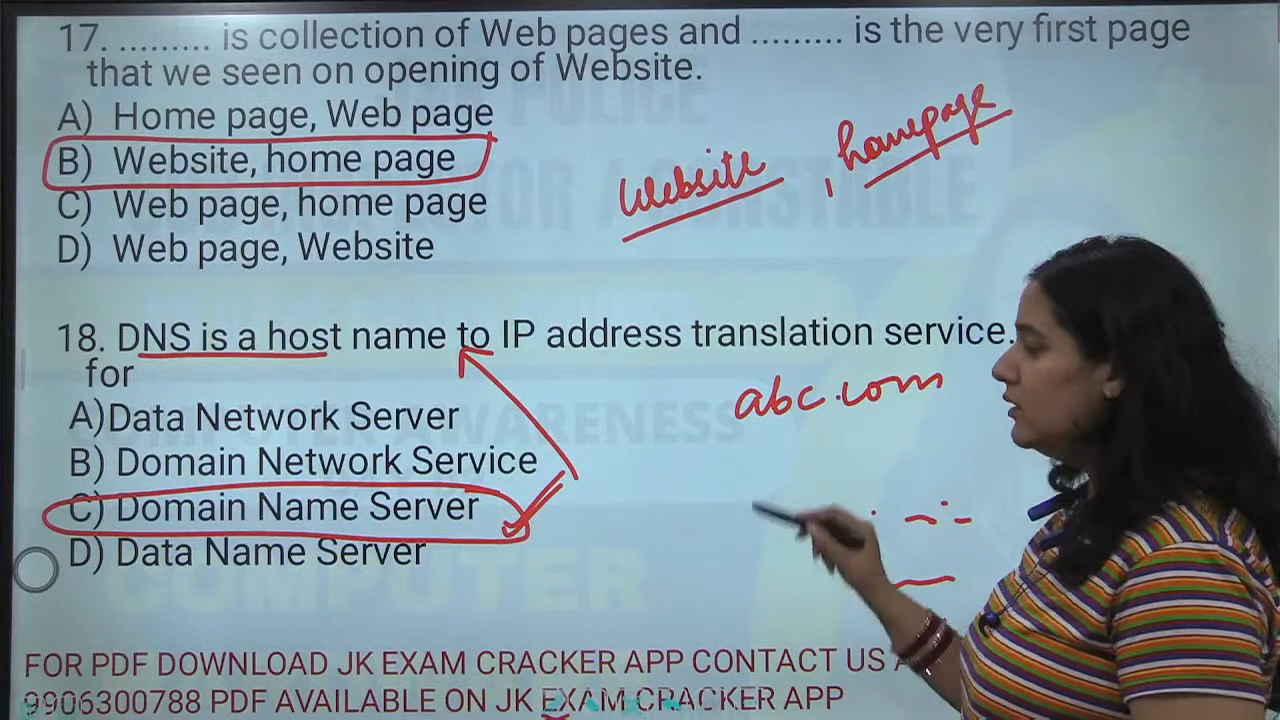 17. ......... is collection of Web pages and ......... is the very first page
that we seen on opening of Website.
A) Home page, Web page
B) Website, home page
C) Web page, home page
D) Web page, Website
Website , homepage
18. DNS is a host name to IP address translation service.
for
abc.com
A)Data Network Server
B) Domain Network Service
C) Domain Name Server
D) Data Name Server
COMPUTER AWARENESS
COMPUTER
FOR PDF DOWNLOAD JK EXAM CRACKER APP CONTACT US
9906300788 PDF AVAILABLE ON JK EXAM CRACKER APP